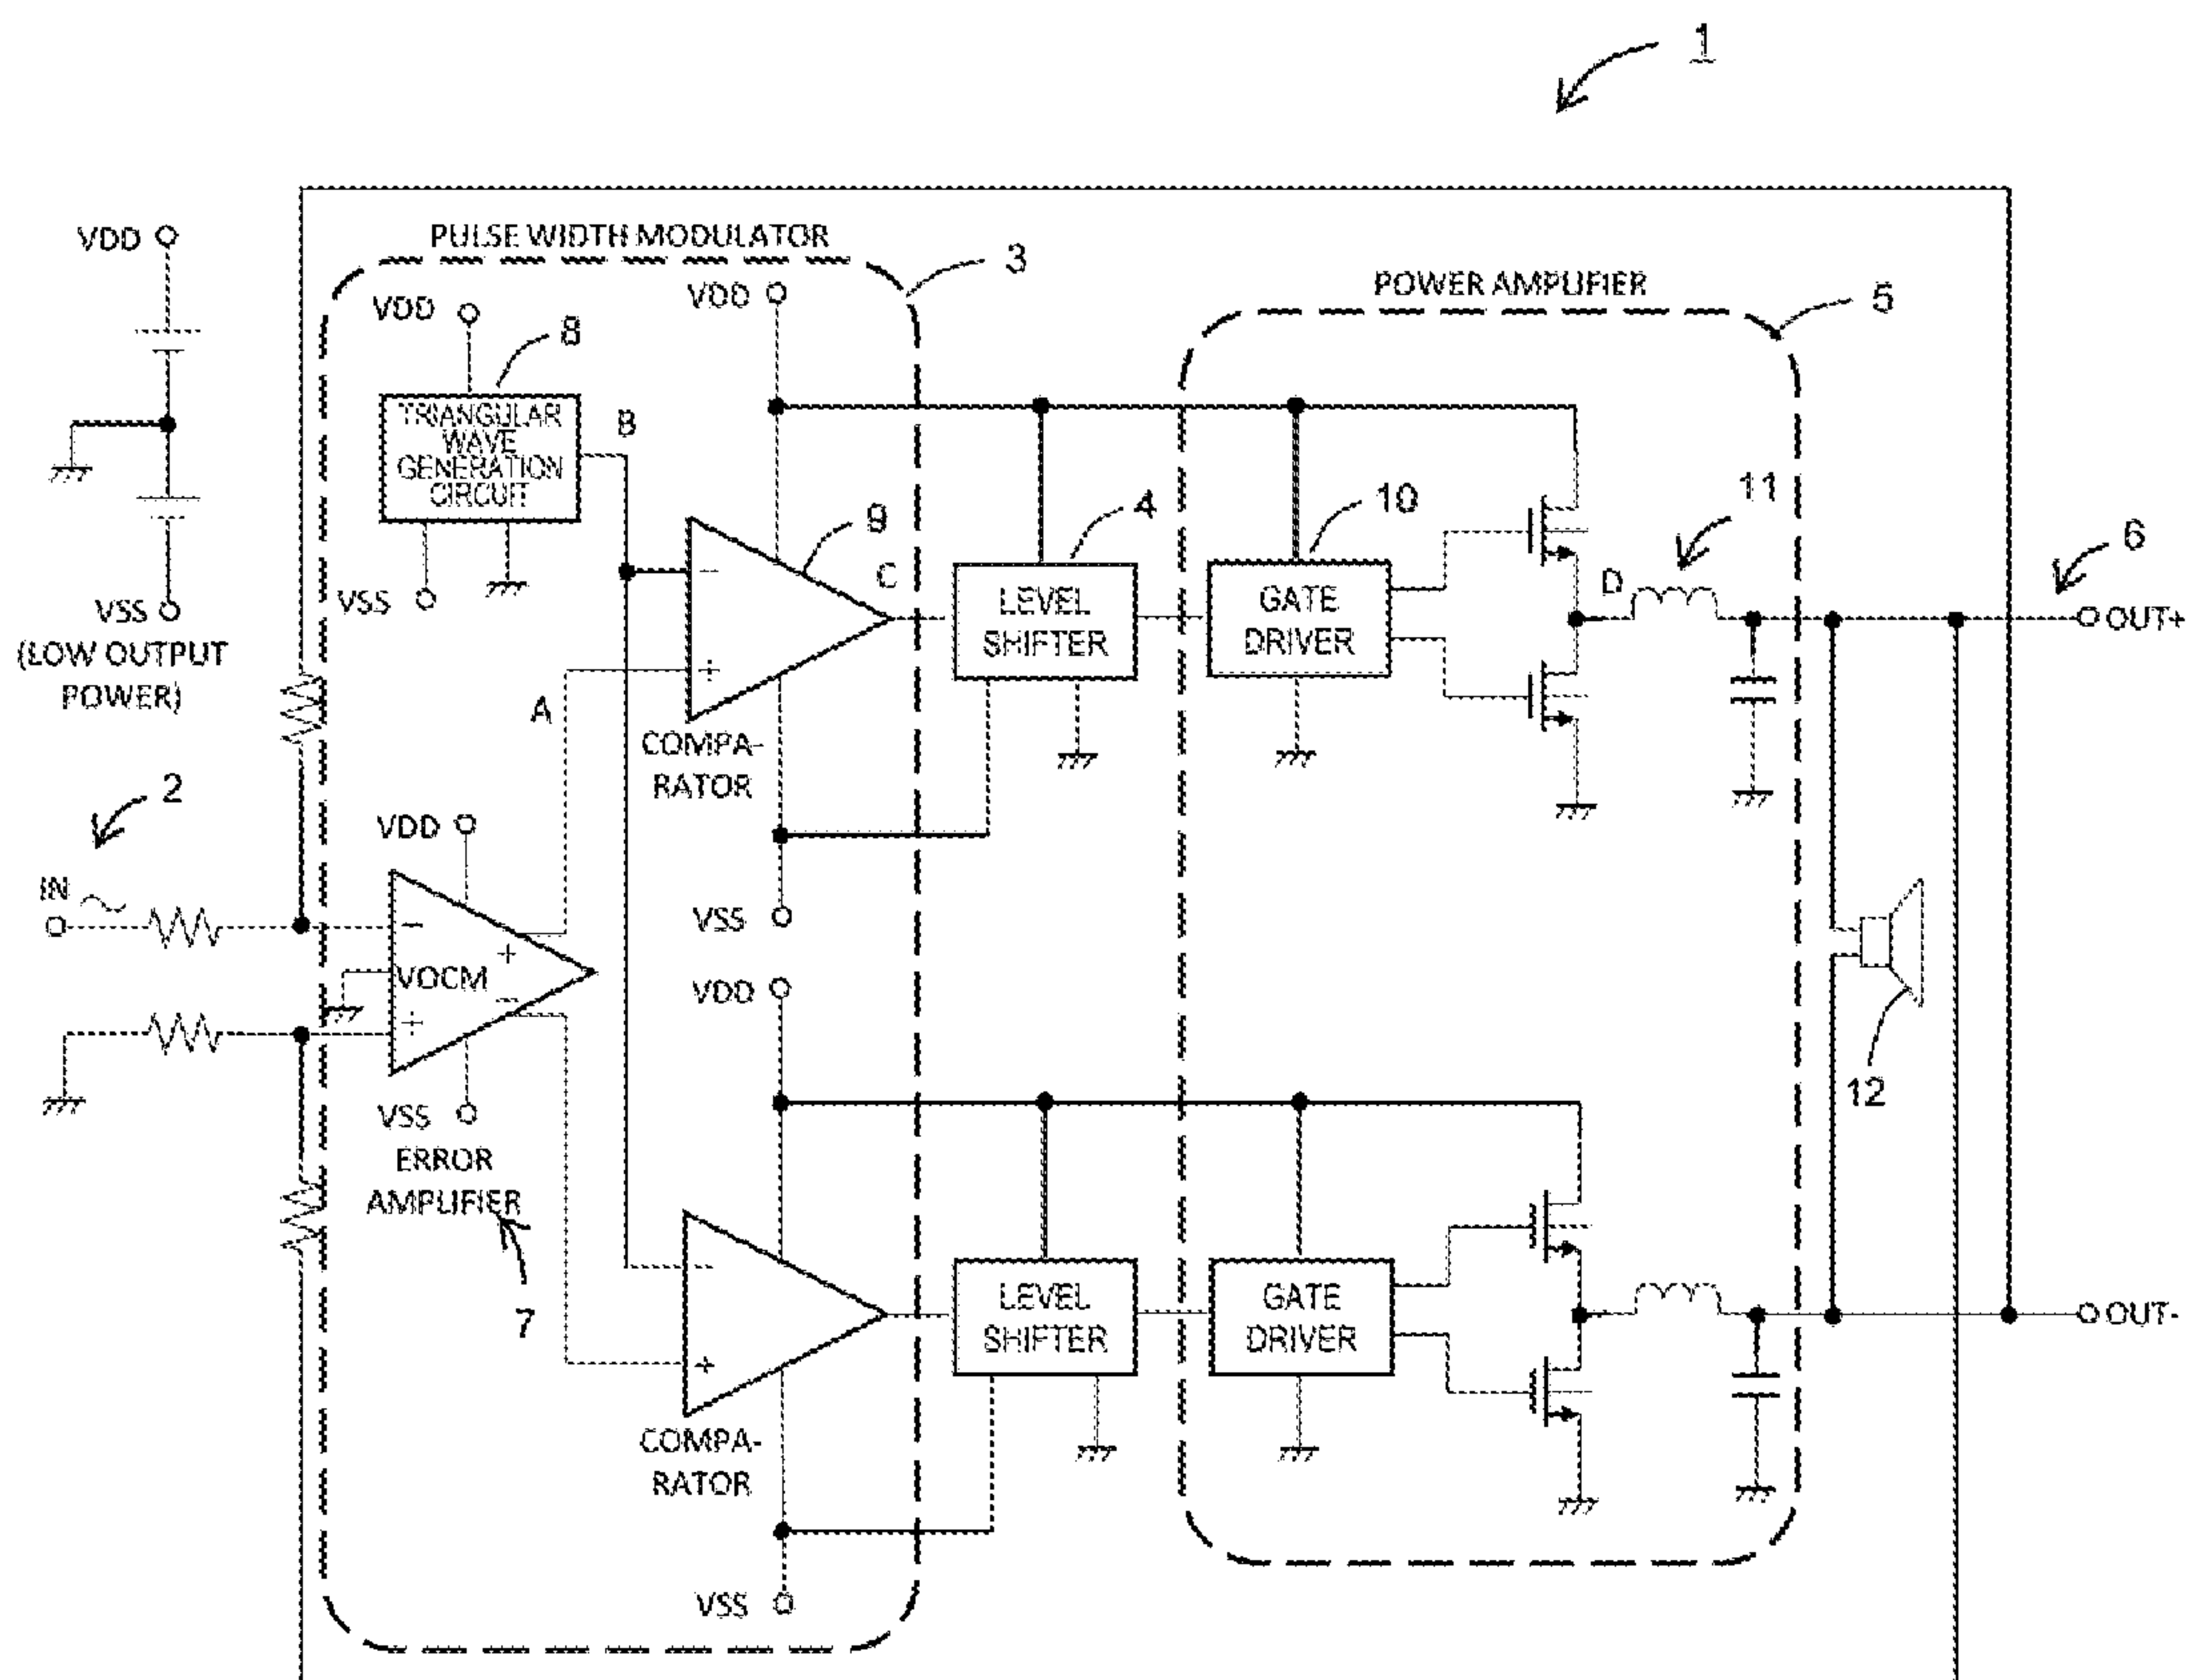 1
VDD
PULSE WIDTH MODULATOR
3
VDD
VDD
8
TRIANGULAR
WAVE
GENERATION
CIRCUIT
B
VSS
VSS
(LOW OUTPUT
POWER)
A
9
C
-
+
COMPA-
RATOR
4
LEVEL
SHIFTER
POWER AMPLIFIER
5
10
GATE
DRIVER
D
11
6
OUT+
2
IN
VDD
-
+
VOCM
-
+
VSS
ERROR
AMPLIFIER
7
VSS
VDD
12
-
+
COMPA-
RATOR
LEVEL
SHIFTER
GATE
DRIVER
OUT-
VSS